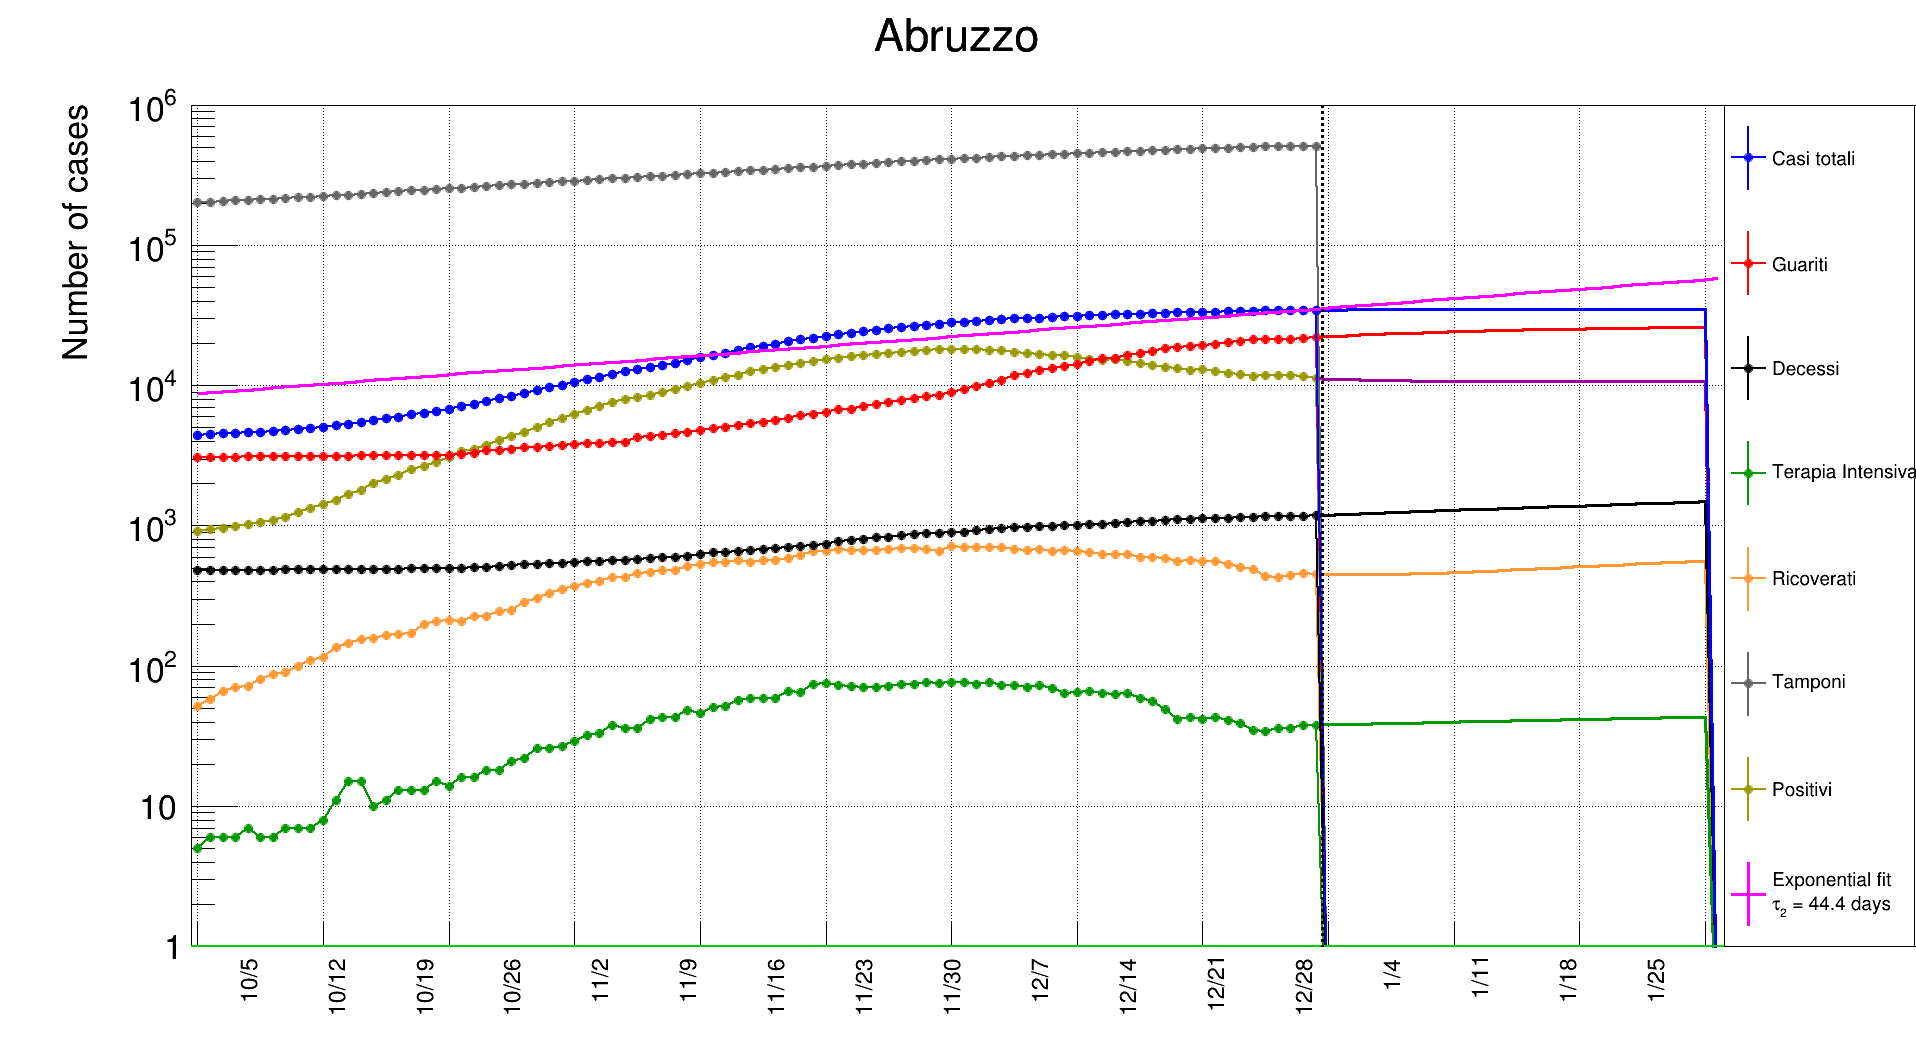 Abruzzo
Number of cases
10^6
10^5
10^4
10^3
10^2
10
1
10/5
10/12
10/19
10/26
11/2
11/9
11/16
11/23
11/30
12/7
12/14
12/21
12/28
1/4
1/11
1/18
1/25
Casi totali
Guariti
Decessi
Terapia Intensiva
Ricoverati
Tamponi
Positivi
Exponential fit
τ_2 = 44.4 days